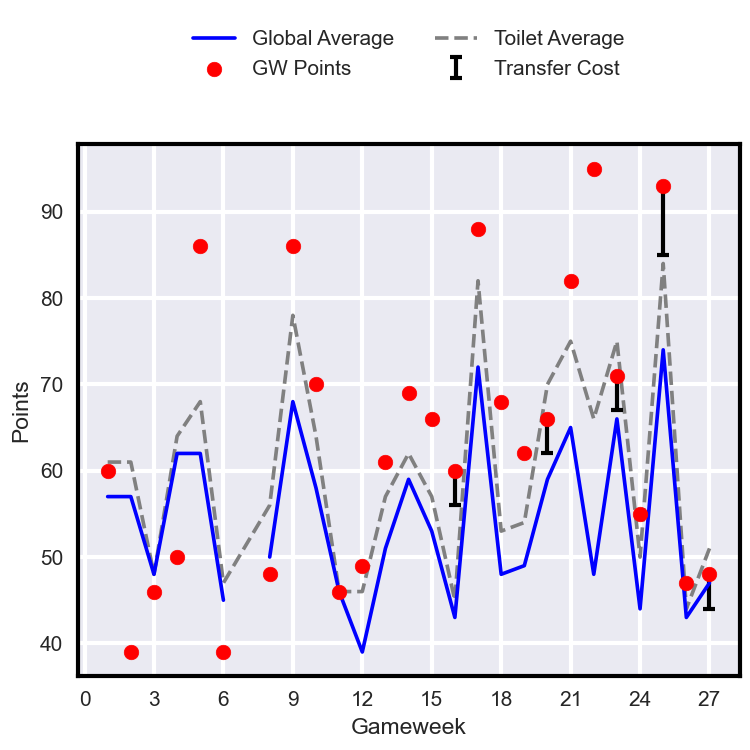 Global Average
Toilet Average
GW Points
Transfer Cost
90
80
70
60
50
40
Points
0 3 6 9 12 15 18 21 24 27
Gameweek